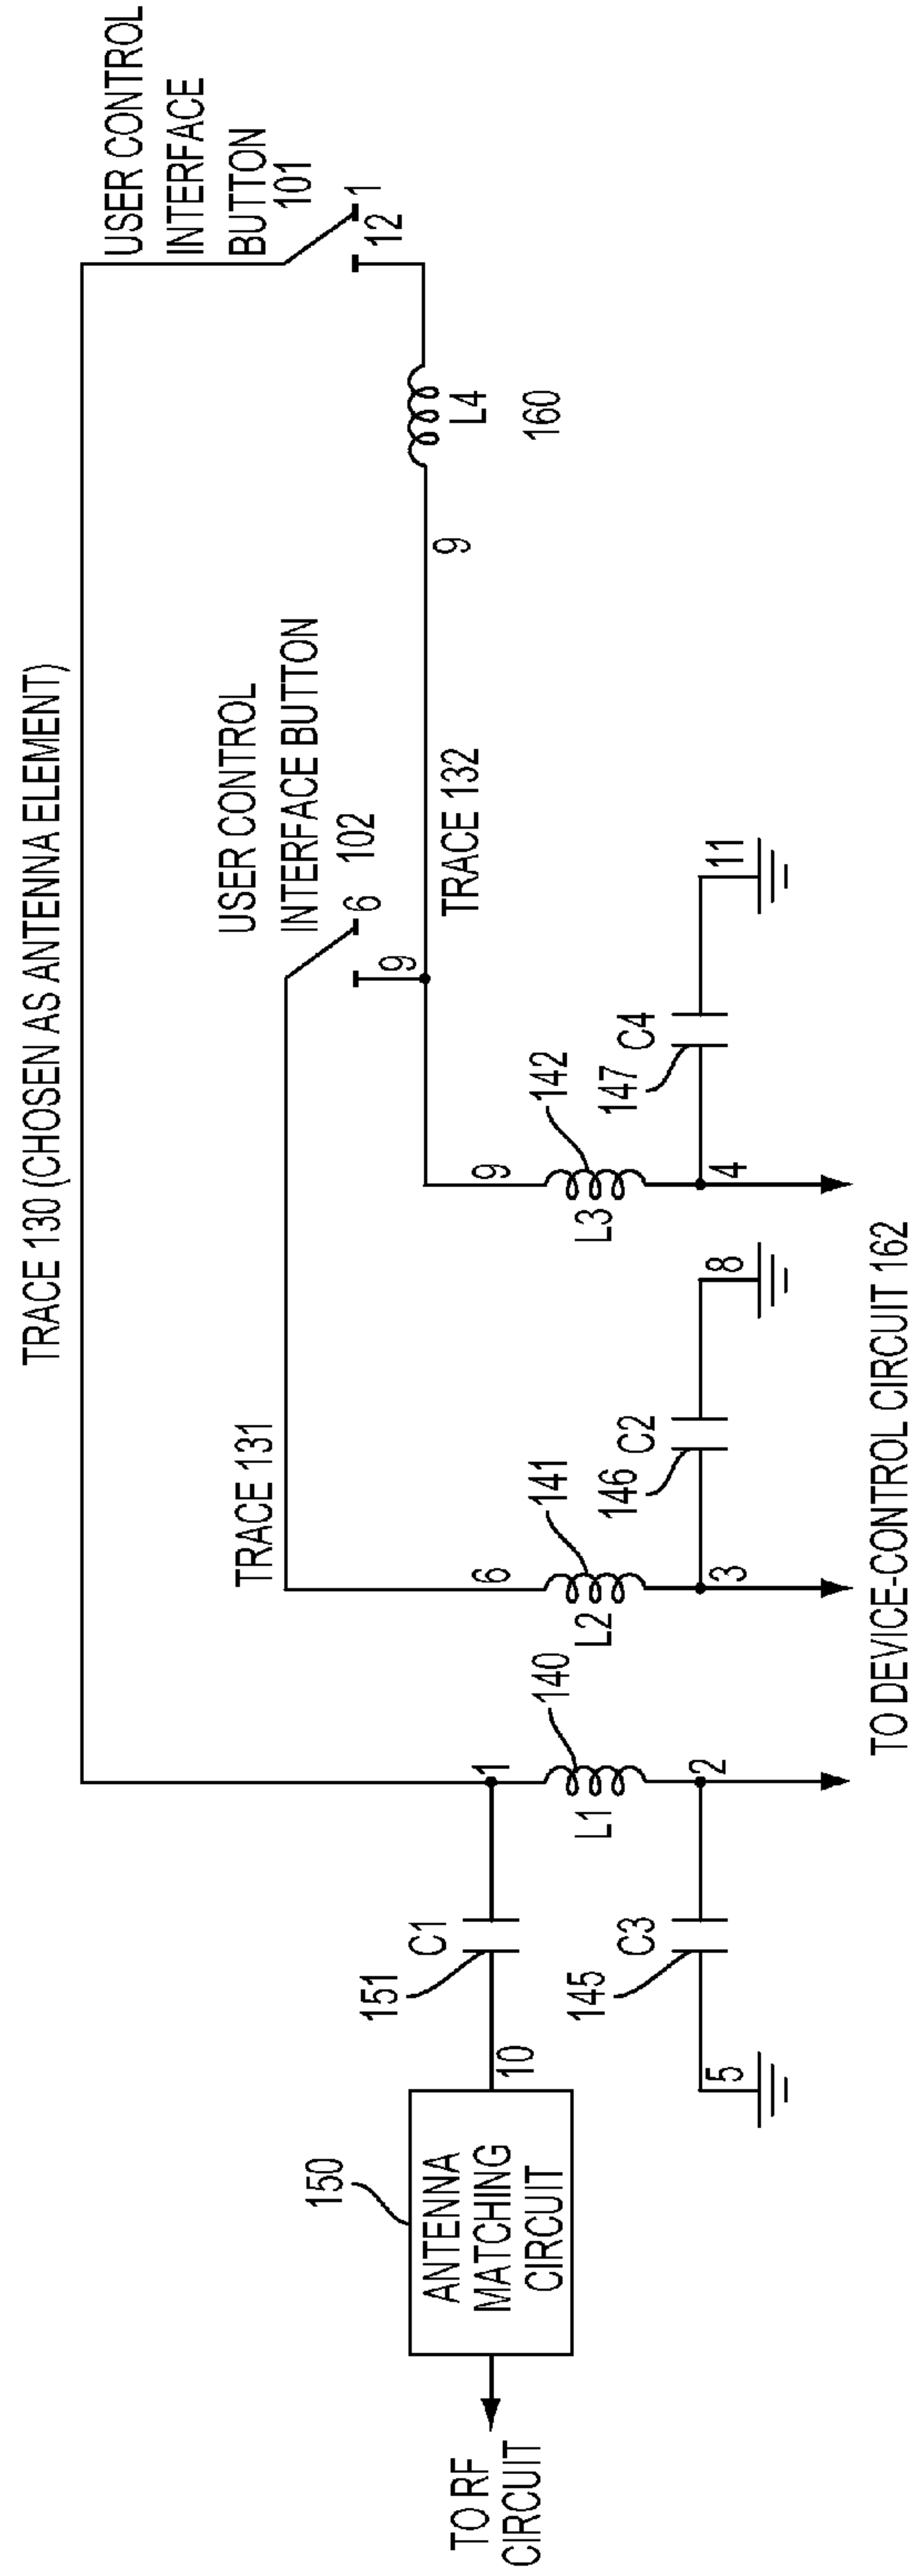 TRACE 130 (CHOSEN AS ANTENNA ELEMENT)
USER CONTROL
INTERFACE
BUTTON
101
1
12
L4
160
9
USER CONTROL
INTERFACE BUTTON
102
6
9
TRACE 132
TRACE 131
9
142
L3
147
C4
11
4
6
141
L2
146
C2
8
3
1
140
L1
2
C1
151
10
C3
145
5
150
ANTENNA
MATCHING
CIRCUIT
TO RF
CIRCUIT
TO DEVICE-CONTROL CIRCUIT 162